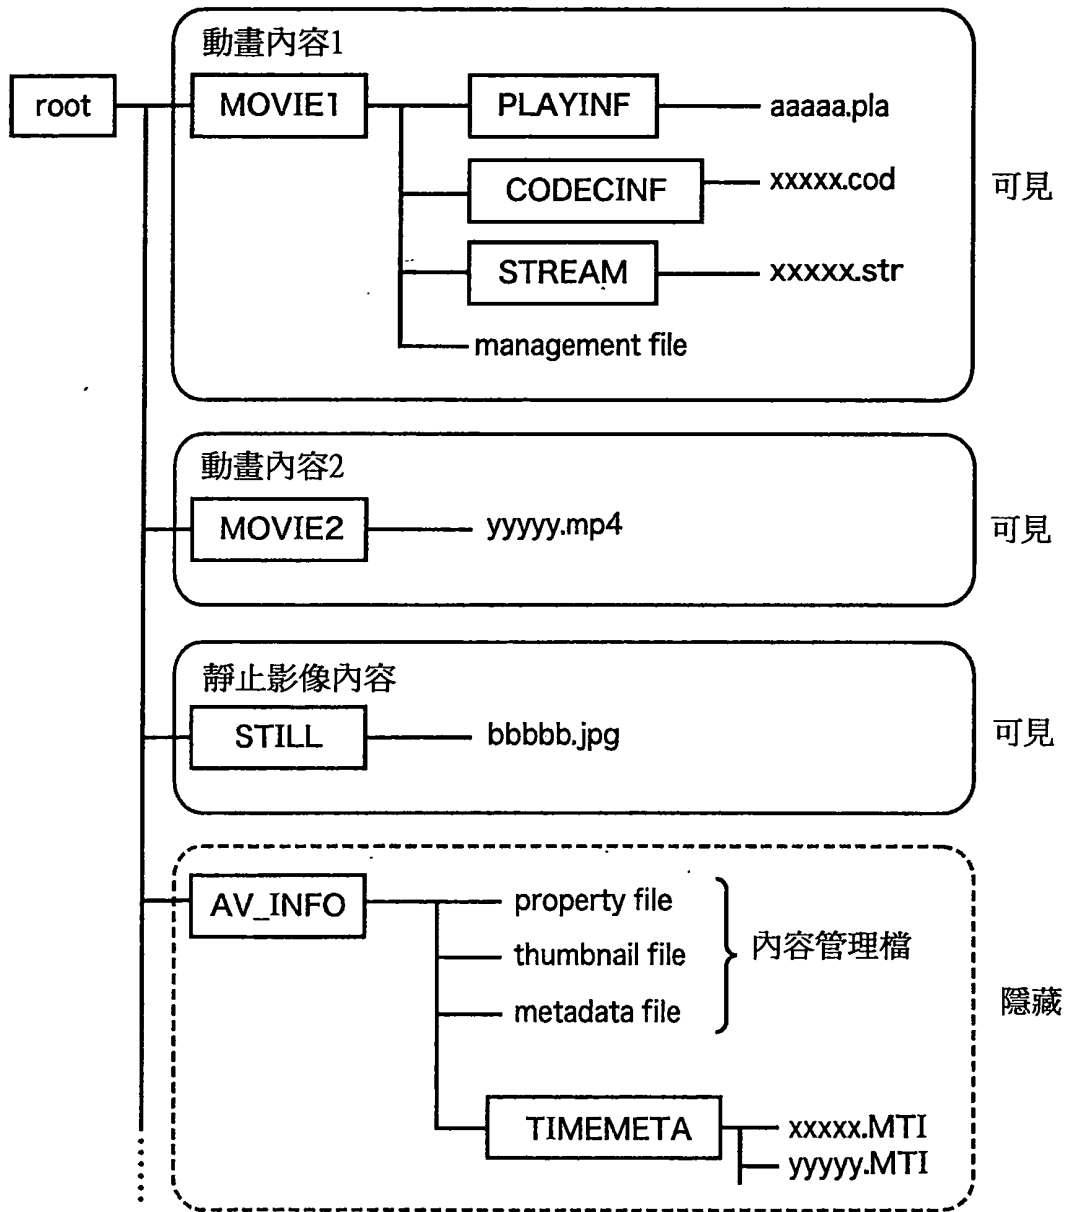 動畫內容1
root
MOVIE1
PLAYINF
aaaaa.pla
CODECINF
xxxxx.cod
可見
STREAM
xxxxx.str
management file
動畫內容2
MOVIE2
yyyyy.mp4
可見
靜止影像內容
STILL
bbbbb.jpg
可見
AV_INFO
property file
thumbnail file
內容管理檔
metadata file
隱藏
TIMEMETA
xxxxx.MTI
yyyyy.MTI